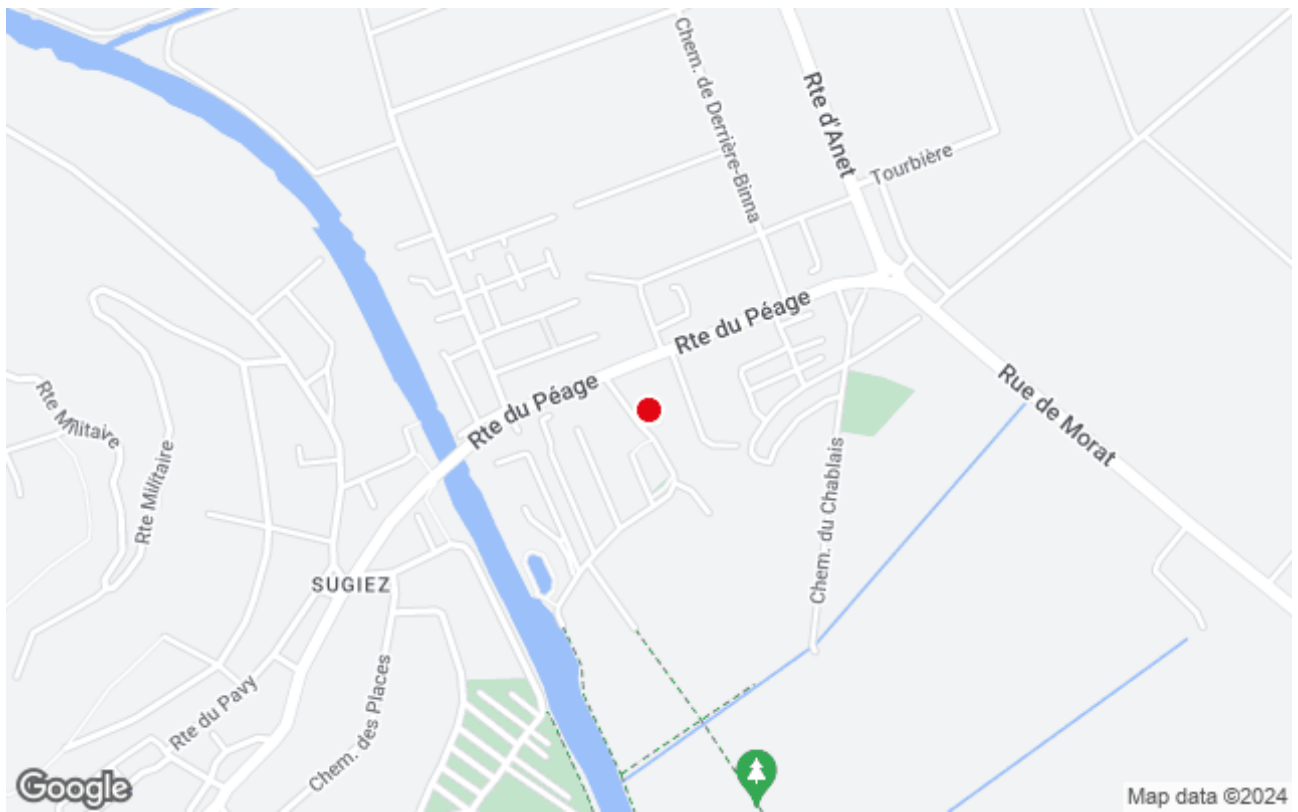 Chem. de Derrière-Binna
Rte d'Anet
Tourbière
Rte du Péage
Rte du Péage
Rue de Morat
Rte Militaire
Rte Militaire
Chem. du Chablais
SUGIEZ
Rte du Pavy
Chem. des Places
Google
Map data ©2024